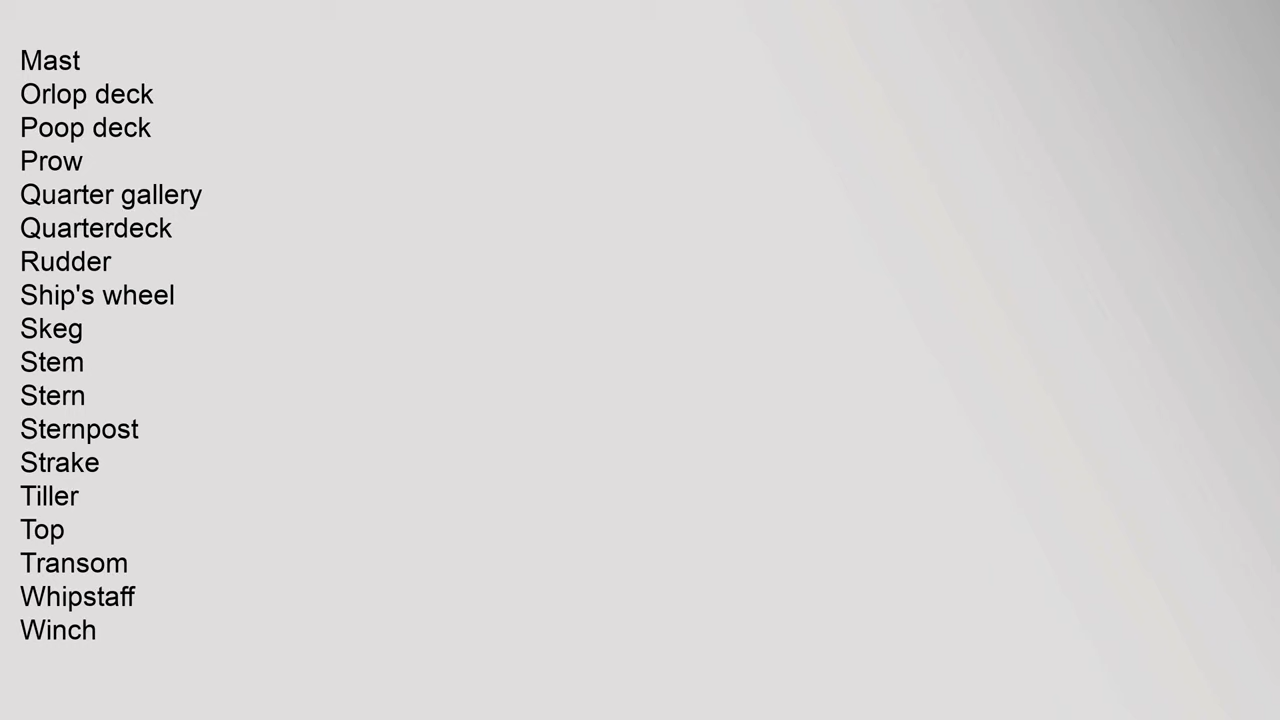 Mast
Orlop deck
Poop deck
Prow
Quarter gallery
Quarterdeck
Rudder
Ship's wheel
Skeg
Stem
Stern
Sternpost
Strake
Tiller
Top
Transom
Whipstaff
Winch